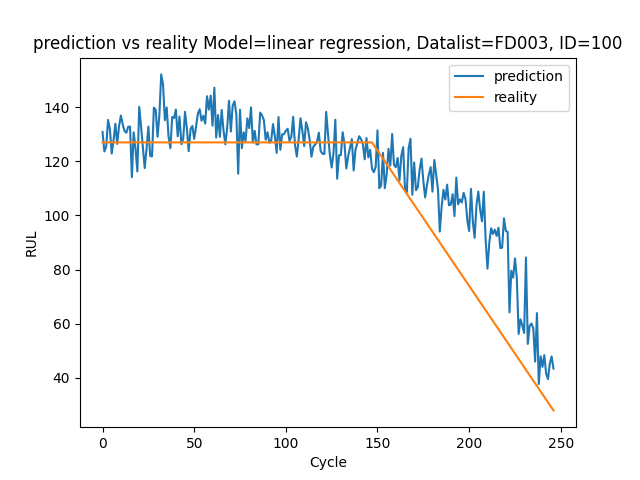 prediction vs reality Model=linear regression, Datalist=FD003, ID=100
prediction
reality
RUL
140
120
100
80
60
40
0 50 100 150 200 250
Cycle